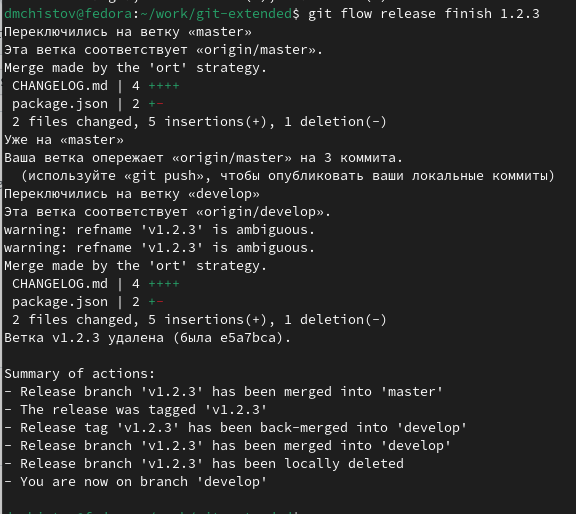 dmchistov@fedora:~/work/git-extended$ git flow release finish 1.2.3
Переключились на ветку «master»
Эта ветка соответствует «origin/master».
Merge made by the 'ort' strategy.
 CHANGELOG.md | 4 ++++
 package.json | 2 +-
 2 files changed, 5 insertions(+), 1 deletion(-)
Уже на «master»
Ваша ветка опережает «origin/master» на 3 коммита.
  (используйте «git push», чтобы опубликовать ваши локальные коммиты)
Переключились на ветку «develop»
Эта ветка соответствует «origin/develop».
warning: refname 'v1.2.3' is ambiguous.
warning: refname 'v1.2.3' is ambiguous.
Merge made by the 'ort' strategy.
 CHANGELOG.md | 4 ++++
 package.json | 2 +-
 2 files changed, 5 insertions(+), 1 deletion(-)
Ветка v1.2.3 удалена (была e5a7bca).

Summary of actions:
- Release branch 'v1.2.3' has been merged into 'master'
- The release was tagged 'v1.2.3'
- Release tag 'v1.2.3' has been back-merged into 'develop'
- Release branch 'v1.2.3' has been merged into 'develop'
- Release branch 'v1.2.3' has been locally deleted
- You are now on branch 'develop'